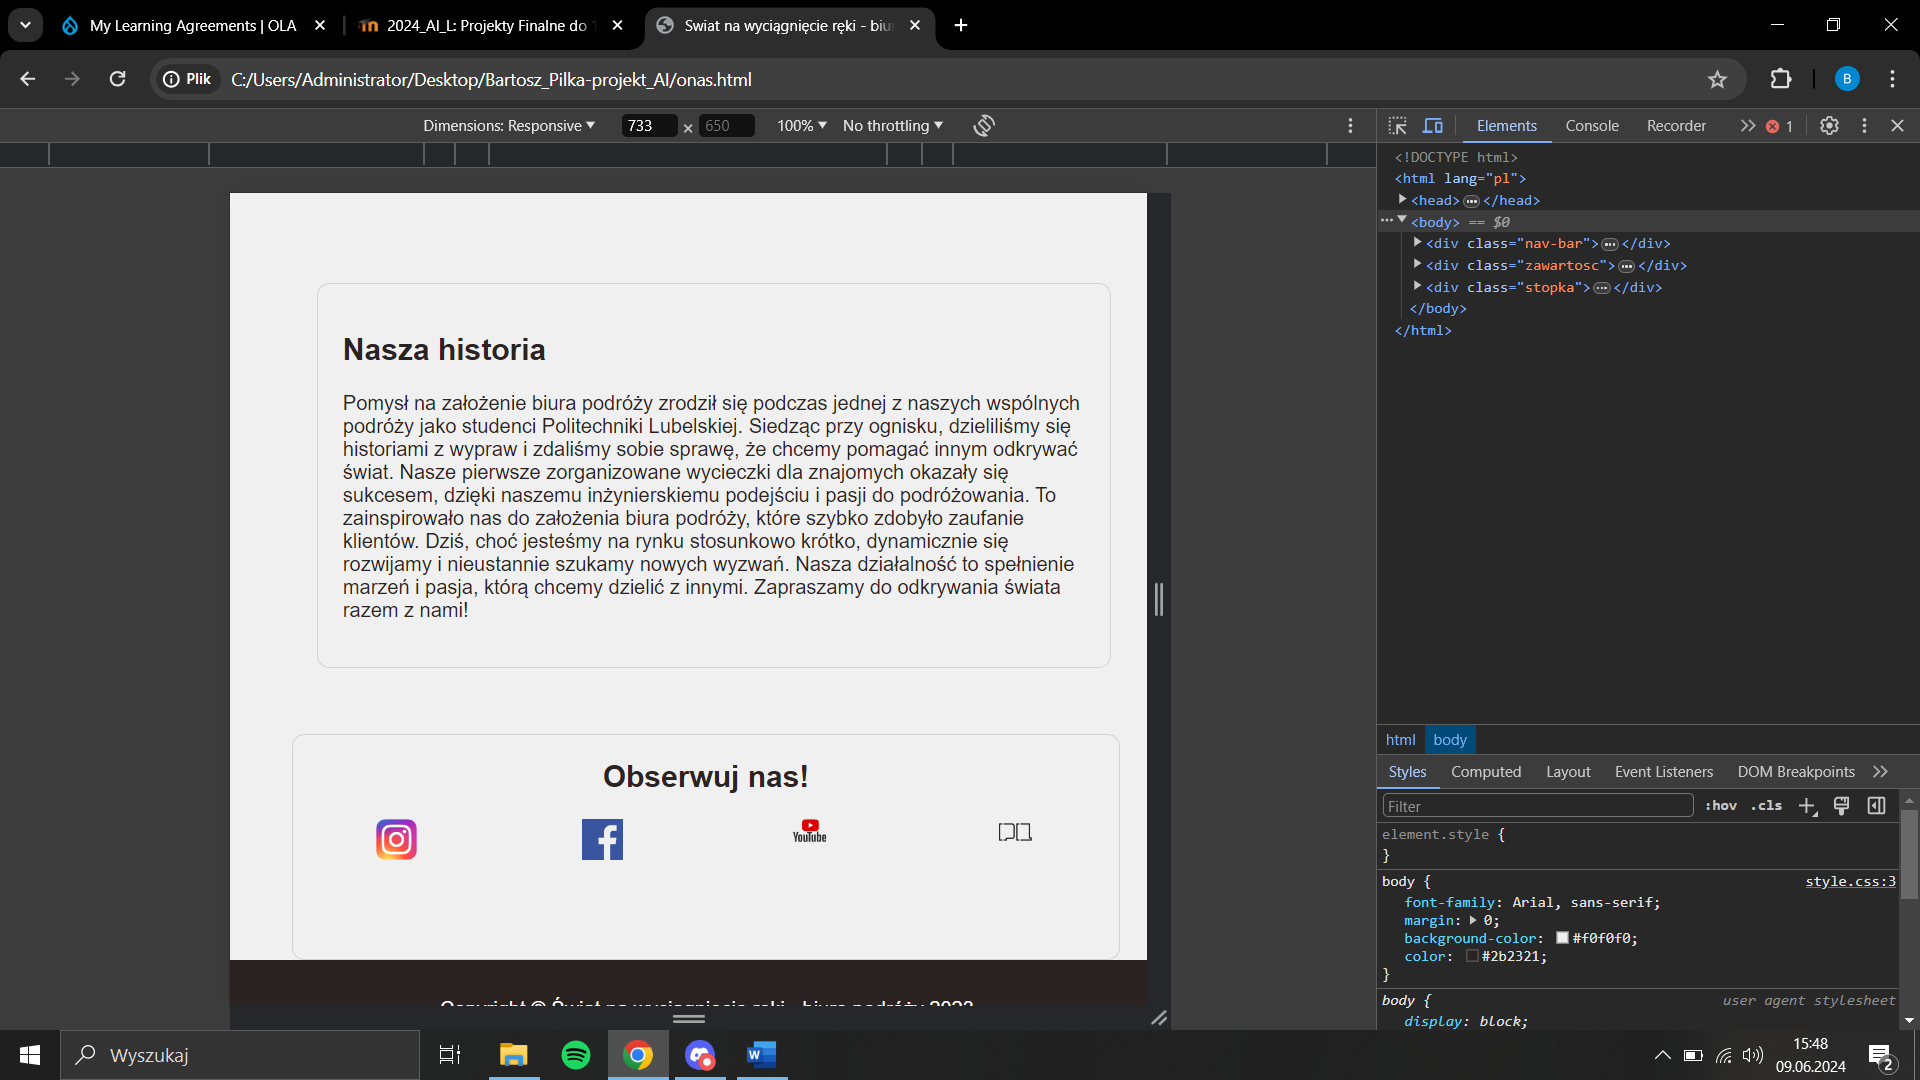 My Learning Agreements | OLA
2024_AI_L: Projekty Finalne do 1
Swiat na wyciągnięcie ręki - biu
Plik
C:/Users/Administrator/Desktop/Bartosz_Pilka-projekt_AI/onas.html
B
Dimensions: Responsive
733 × 650
100%
No throttling
Elements
Console
Recorder
1
<!DOCTYPE html>
<html lang="pl">
<head> </head>
<body> == $0
<div class="nav-bar"> </div>
<div class="zawartosc"> </div>
<div class="stopka"> </div>
</body>
</html>
Nasza historia
Pomysł na założenie biura podróży zrodził się podczas jednej z naszych wspólnych
podróży jako studenci Politechniki Lubelskiej. Siedząc przy ognisku, dzieliliśmy się
historiami z wypraw i zdaliśmy sobie sprawę, że chcemy pomagać innym odkrywać
świat. Nasze pierwsze zorganizowane wycieczki dla znajomych okazały się
sukcesem, dzięki naszemu inżynierskiemu podejściu i pasji do podróżowania. To
zainspirowało nas do założenia biura podróży, które szybko zdobyło zaufanie
klientów. Dziś, choć jesteśmy na rynku stosunkowo krótko, dynamicznie się
rozwijamy i nieustannie szukamy nowych wyzwań. Nasza działalność to spełnienie
marzeń i pasja, którą chcemy dzielić z innymi. Zapraszamy do odkrywania świata
razem z nami!
Obserwuj nas!
YouTube
html
body
Styles
Computed
Layout
Event Listeners
DOM Breakpoints
Filter
:hov
.cls
element.style {
}
body {
style.css:3
font-family: Arial, sans-serif;
margin: 0;
background-color: #f0f0f0;
color: #2b2321;
}
body {
user agent stylesheet
display: block;
Wyszukaj
15:48
09.06.2024
2